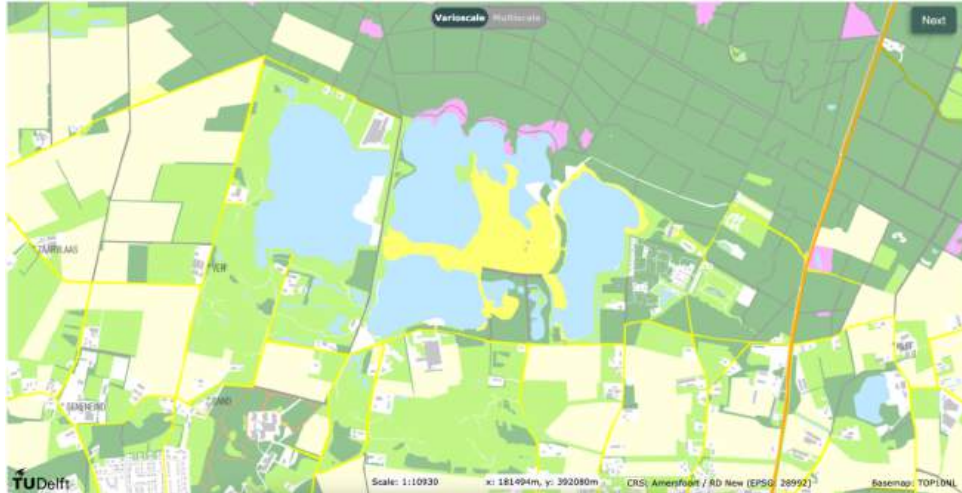 Varioscale Multiscale
Next
TUDelft
Scale: 1:10930
x: 181494m, y: 392080m
CRS: Amersfoort / RD New (EPSG: 28992)
Basemap: TOP10NL